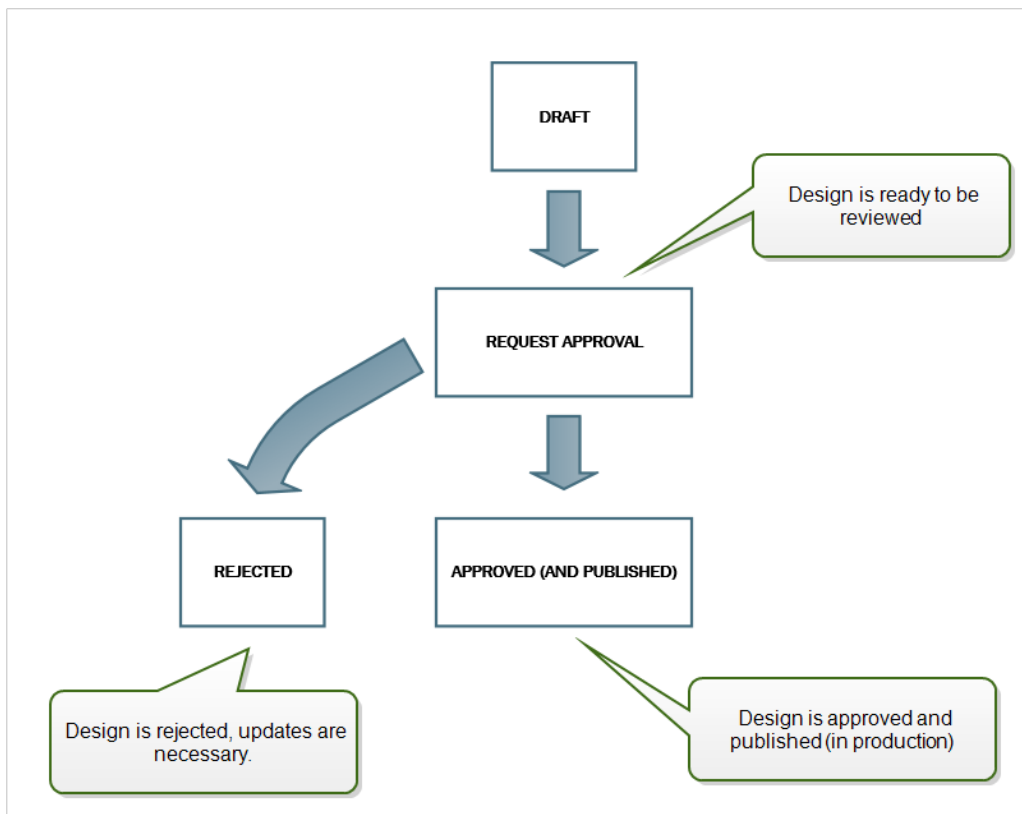 DRAFT
Design is ready to be
reviewed
REQUEST APPROVAL
REJECTED
APPROVED (AND PUBLISHED)
Design is rejected, updates are
necessary.
Design is approved and
published (in production)